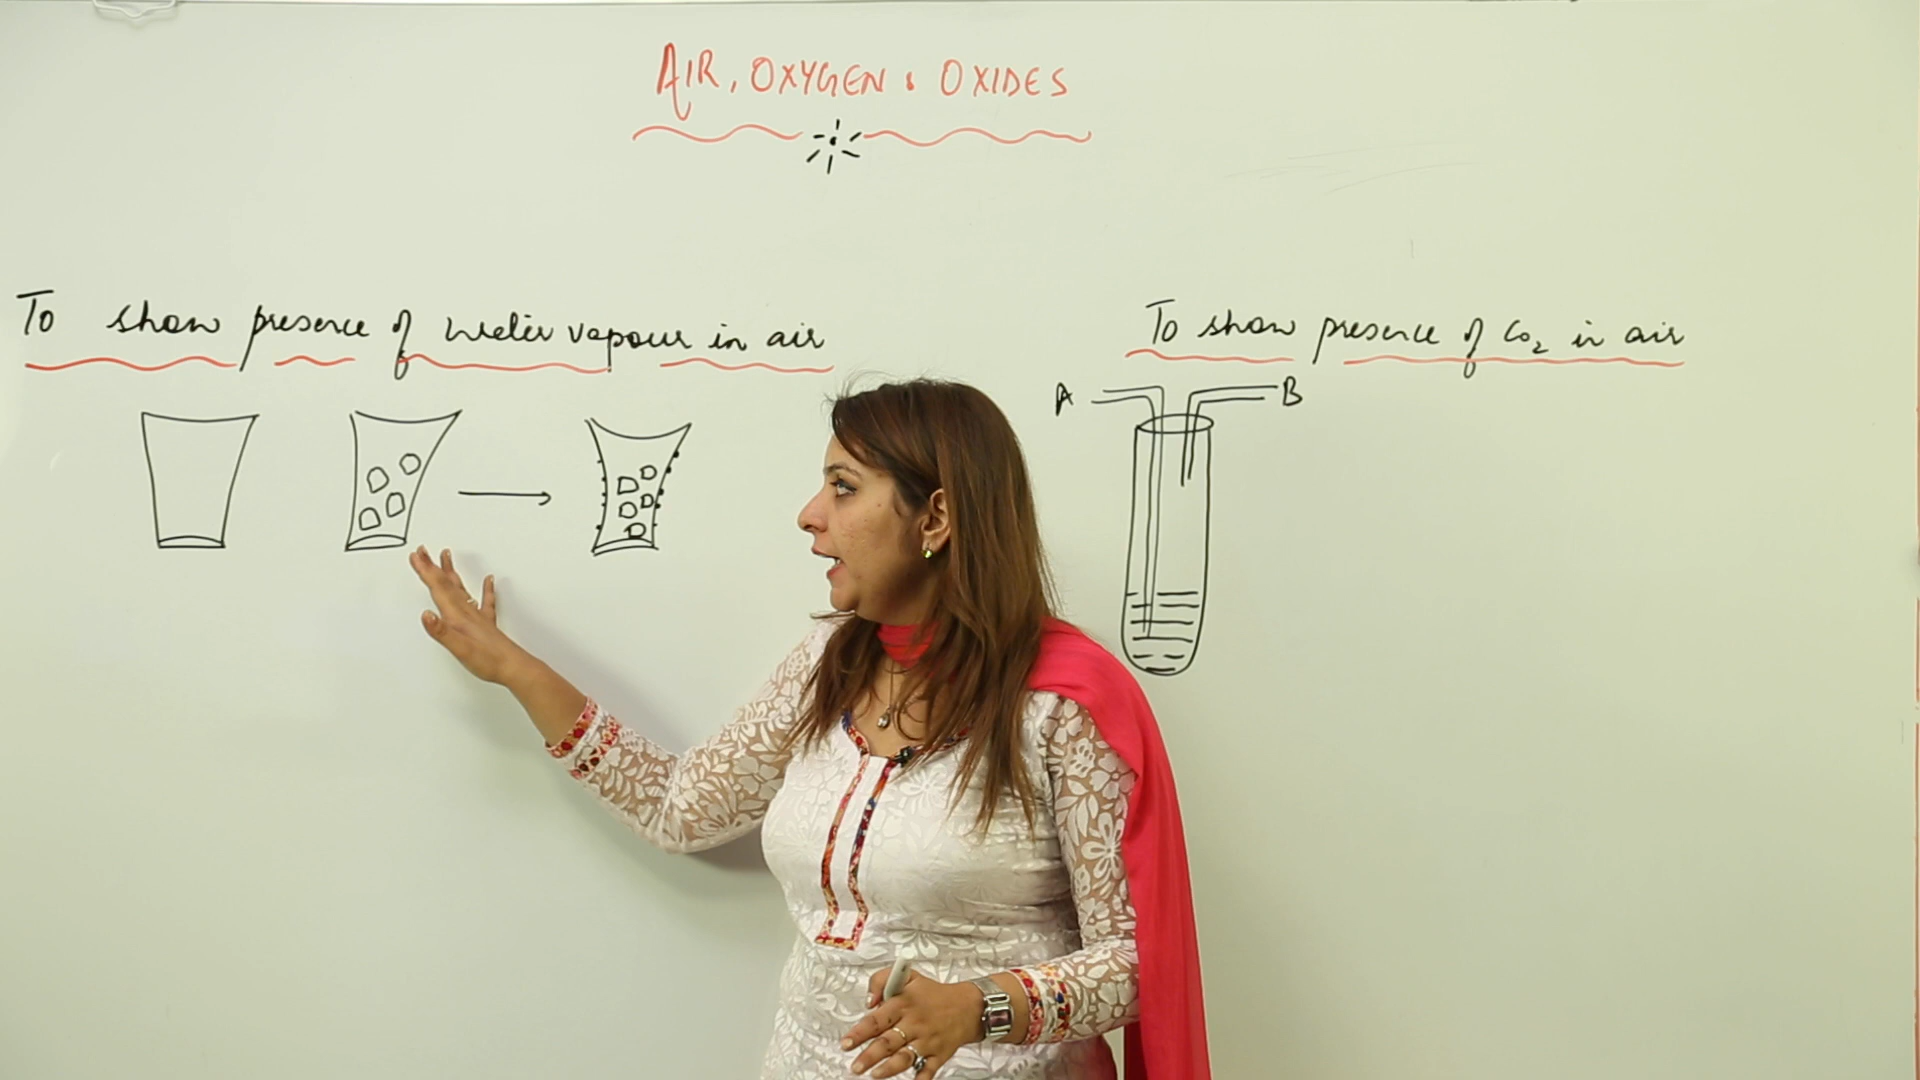 AIR, OXYGEN & OXIDES
To show presence of water vapour in air
To show presence of CO₂ in air
A
B